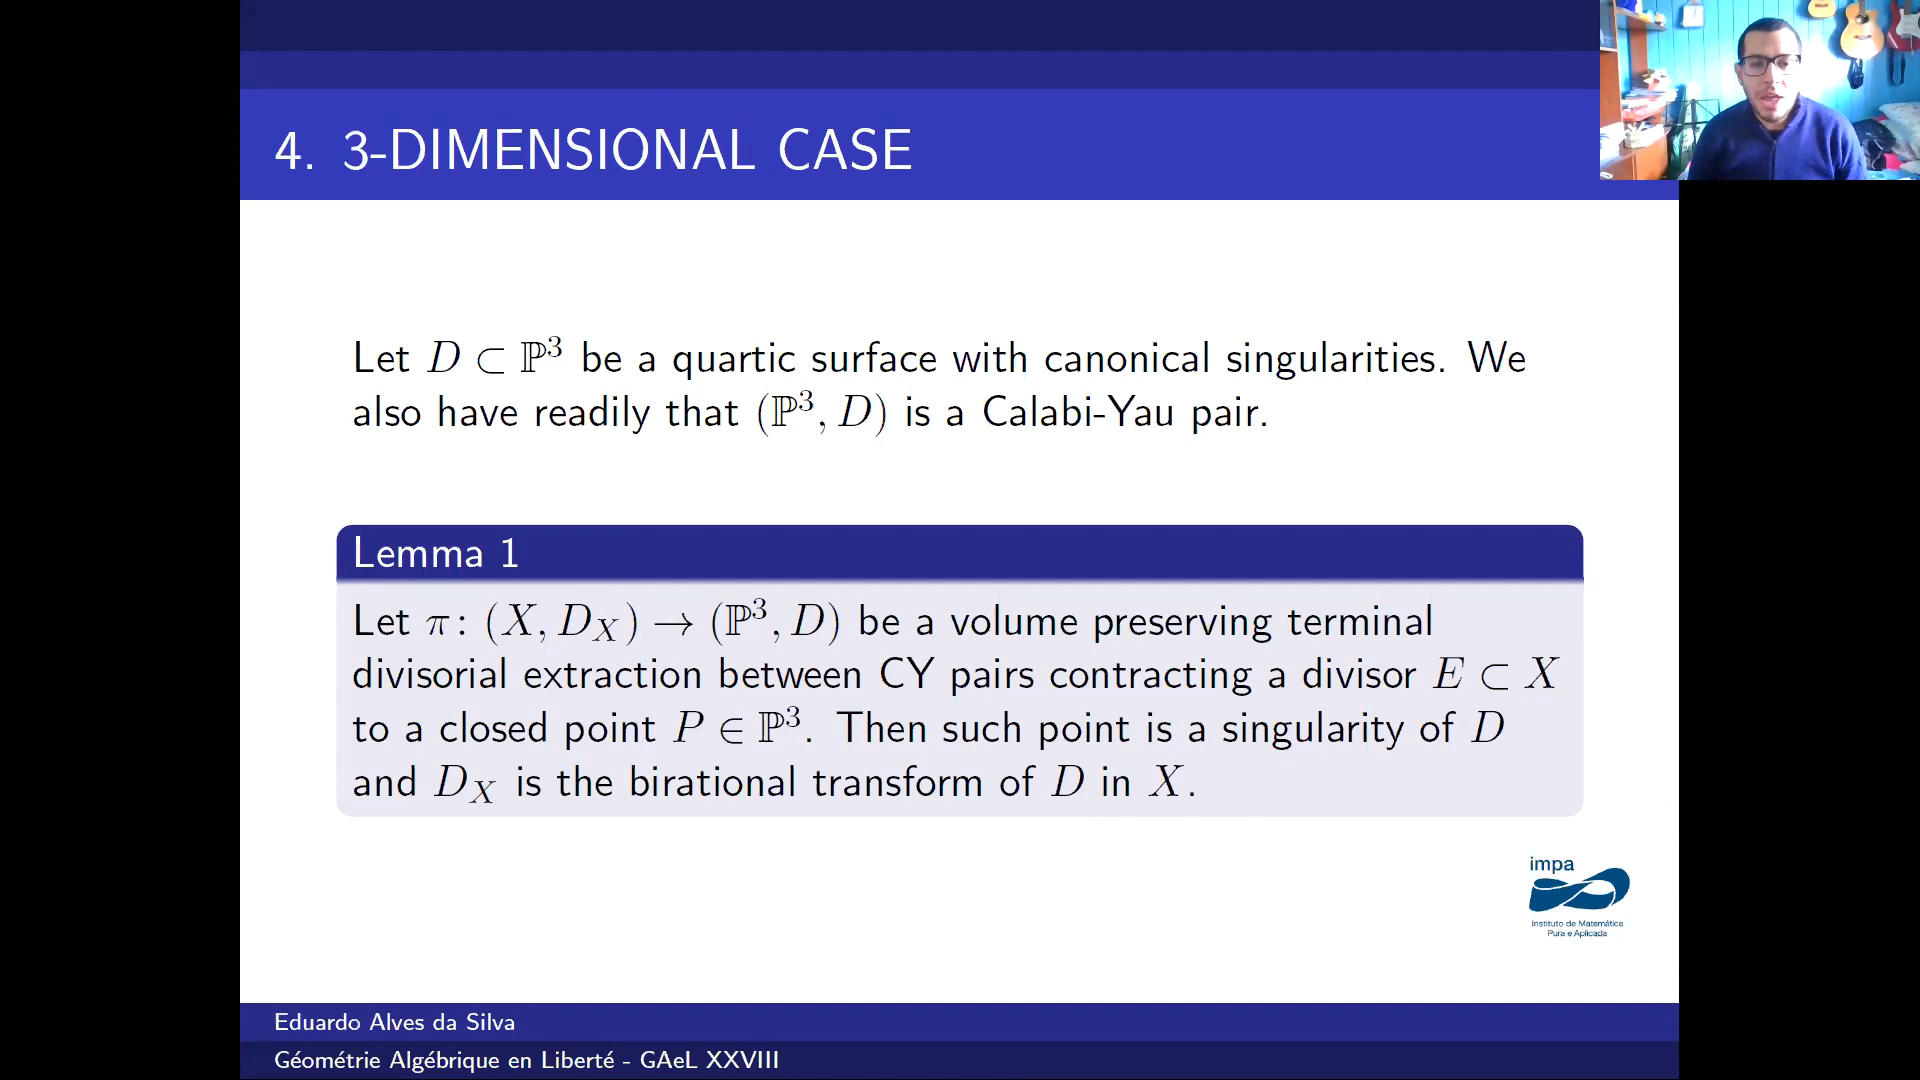 4. 3-DIMENSIONAL CASE
Let D ⊂ ℙ³ be a quartic surface with canonical singularities. We
also have readily that (ℙ³, D) is a Calabi-Yau pair.
Lemma 1
Let π: (X, D_X) → (ℙ³, D) be a volume preserving terminal
divisorial extraction between CY pairs contracting a divisor E ⊂ X
to a closed point P ∈ ℙ³. Then such point is a singularity of D
and D_X is the birational transform of D in X.
impa
Instituto de Matemática
Pura e Aplicada
Eduardo Alves da Silva
Géométrie Algébrique en Liberté - GAeL XXVIII